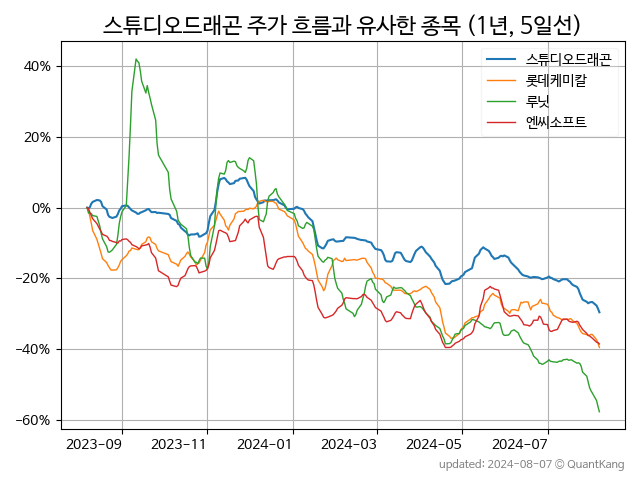 스튜디오드래곤 주가 흐름과 유사한 종목 (1년, 5일선)
스튜디오드래곤
롯데케미칼
루닛
엔씨소프트
40%
20%
0%
−20%
−40%
−60%
2023-09 2023-11 2024-01 2024-03 2024-05 2024-07
updated: 2024-08-07 © QuantKang